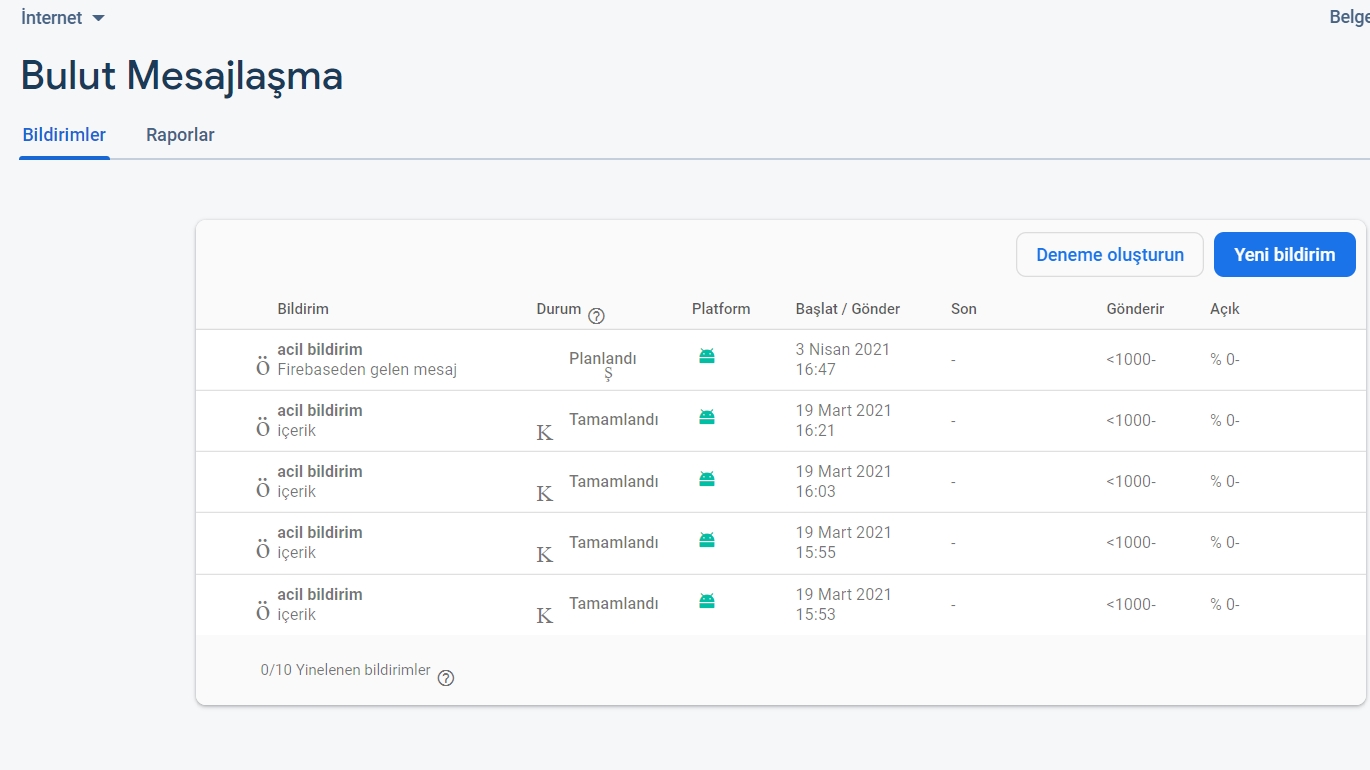 İnternet
Belge
Bulut Mesajlaşma
Bildirimler Raporlar
Deneme oluşturun Yeni bildirim
Bildirim Durum ? Platform Başlat / Gönder Son Gönderir Açık
acil bildirim
Ö Firebaseden gelen mesaj
Planlandı
Ş
3 Nisan 2021
16:47
- <1000- % 0-
acil bildirim
Ö içerik
K Tamamlandı
19 Mart 2021
16:21
- <1000- % 0-
acil bildirim
Ö içerik
K Tamamlandı
19 Mart 2021
16:03
- <1000- % 0-
acil bildirim
Ö içerik
K Tamamlandı
19 Mart 2021
15:55
- <1000- % 0-
acil bildirim
Ö içerik
K Tamamlandı
19 Mart 2021
15:53
- <1000- % 0-
0/10 Yinelenen bildirimler ?